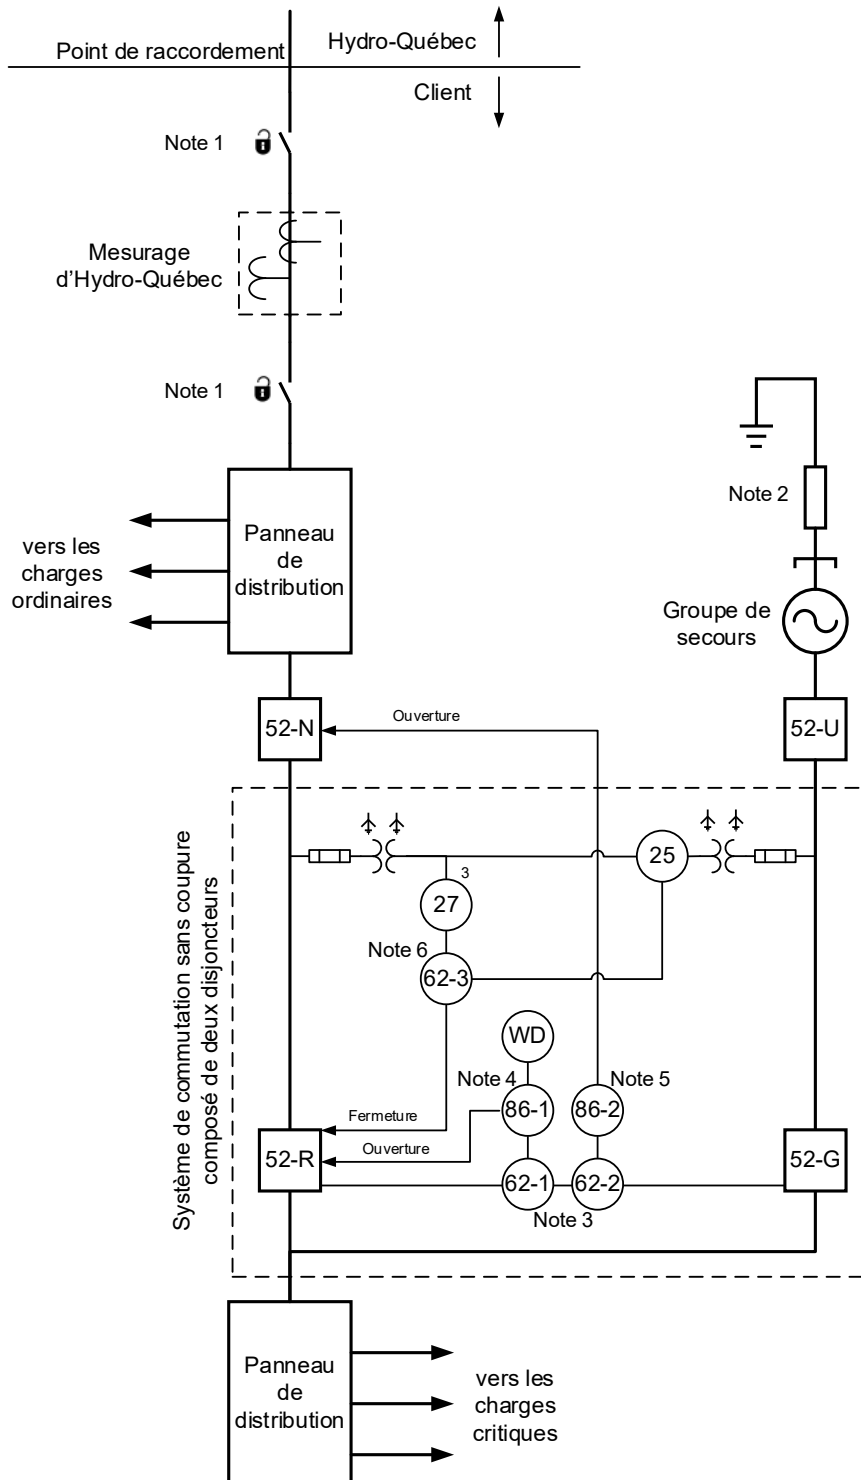 Point de raccordement
Hydro-Québec
Client
Note 1
Mesurage
d'Hydro-Québec
Note 1
Note 2
Panneau
de
distribution
vers les
charges
ordinaires
Groupe de
secours
52-N
Ouverture
52-U
Système de commutation sans coupure
composé de deux disjoncteurs
25
3
27
Note 6
62-3
WD
Note 4
Note 5
86-1
86-2
Fermeture
Ouverture
52-R
62-1
62-2
52-G
Note 3
Panneau
de
distribution
vers les
charges
critiques